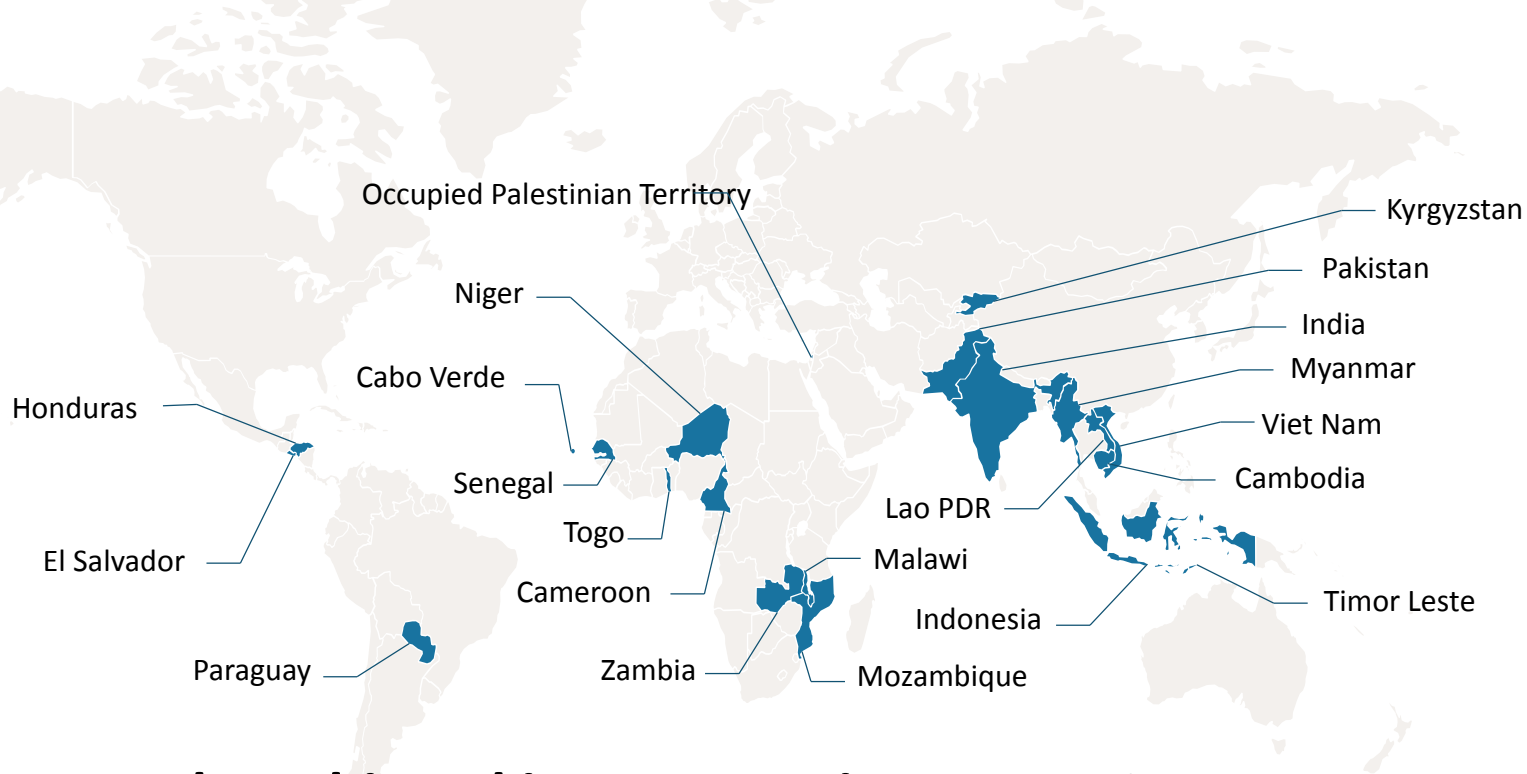 Occupied Palestinian Territory
Kyrgyzstan
Pakistan
Niger
India
Myanmar
Cabo Verde
Honduras
Viet Nam
Cambodia
Senegal
Lao PDR
Togo
El Salvador
Malawi
Cameroon
Timor Leste
Indonesia
Paraguay
Zambia
Mozambique